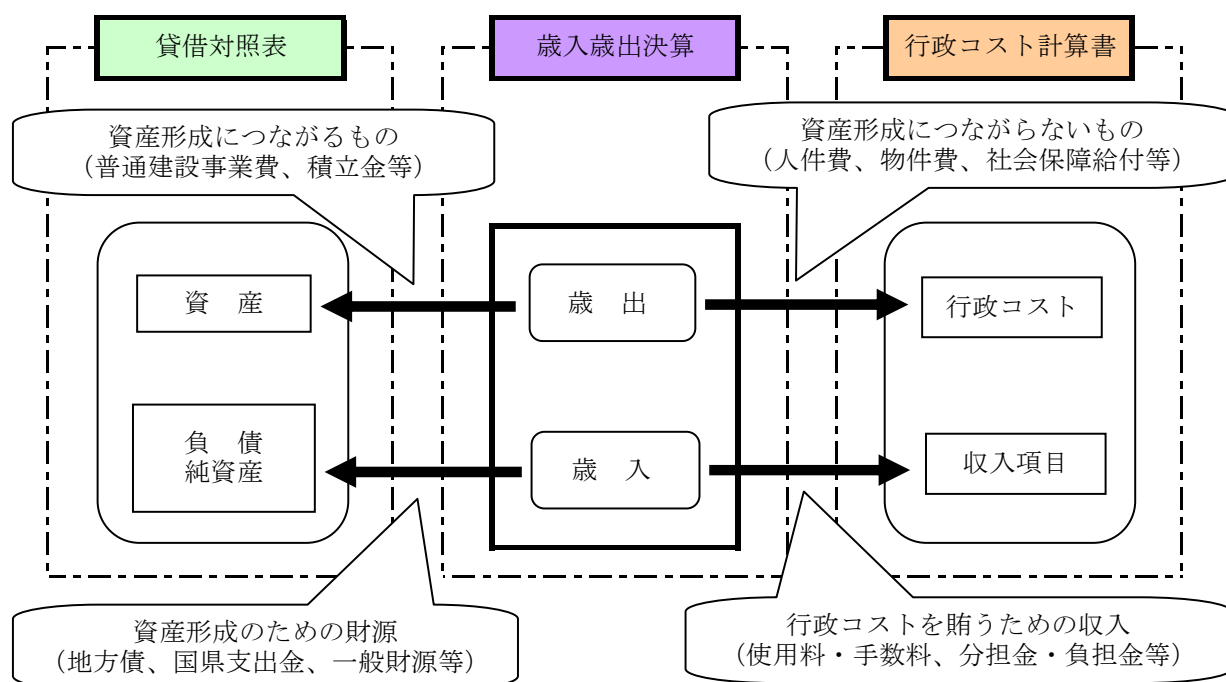 貸借対照表
歳入歳出決算
行政コスト計算書
資産形成につながるもの
（普通建設事業費、積立金等）
資産形成につながらないもの
（人件費、物件費、社会保障給付等）
資　産
歳　出
行政コスト
負　債
純資産
歳　入
収入項目
資産形成のための財源
（地方債、国県支出金、一般財源等）
行政コストを賄うための収入
（使用料・手数料、分担金・負担金等）